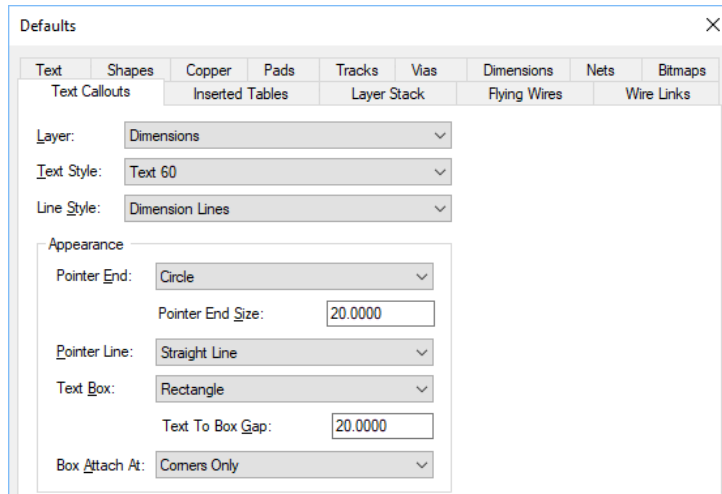 Defaults
Text Shapes Copper Pads Tracks Vias Dimensions Nets Bitmaps
Text Callouts Inserted Tables Layer Stack Flying Wires Wire Links
Layer: Dimensions
Text Style: Text 60
Line Style: Dimension Lines
Appearance
Pointer End: Circle
Pointer End Size: 20.0000
Pointer Line: Straight Line
Text Box: Rectangle
Text To Box Gap: 20.0000
Box Attach At: Corners Only